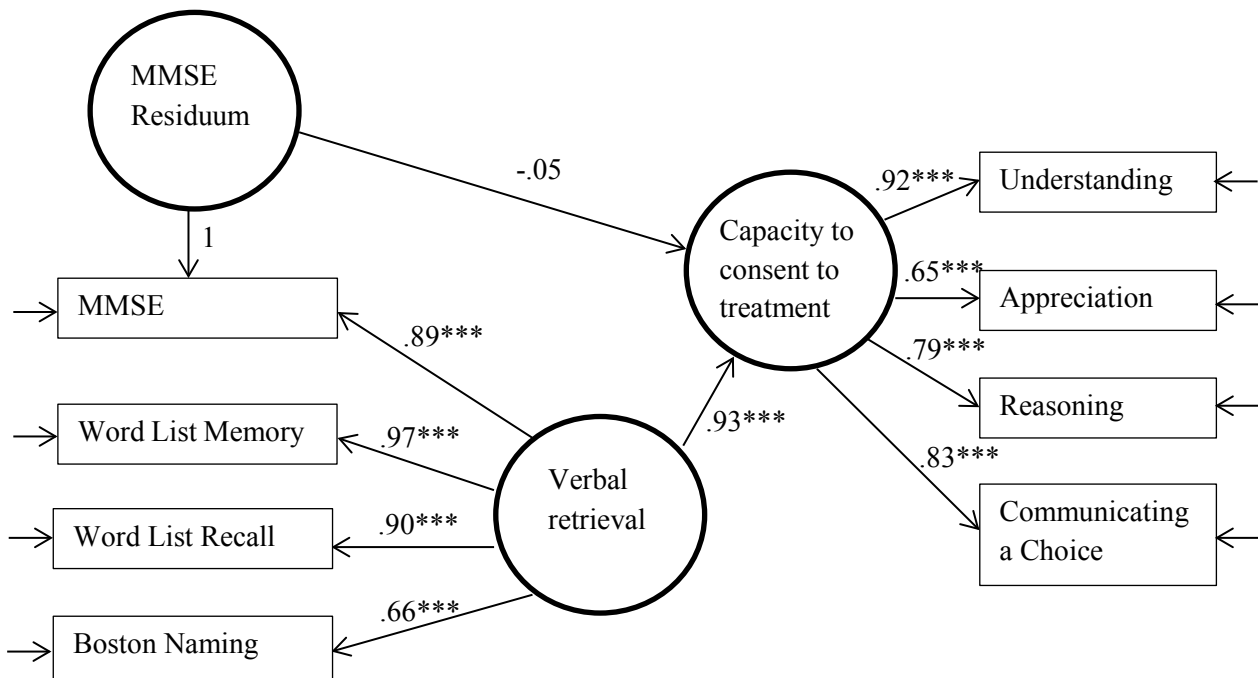 MMSE
Residuum
-.05
1
MMSE
.89***
Word List Memory
.97***
Word List Recall
.90***
Boston Naming
.66***
Verbal
retrieval
.93***
Capacity to
consent to
treatment
.92***
Understanding
.65***
Appreciation
.79***
Reasoning
.83***
Communicating
a Choice